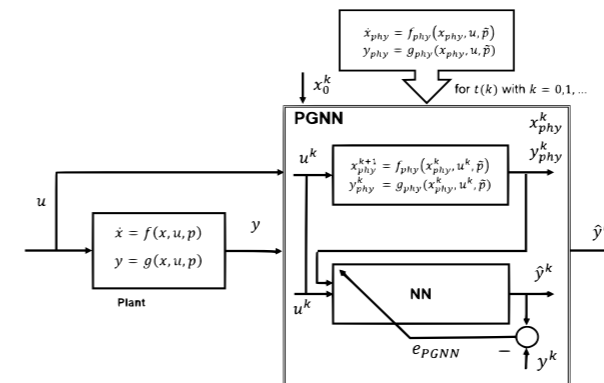 ẋ_phy = f_phy(x_phy, u, p̃)
y_phy = g_phy(x_phy, u, p̃)
x_0^k
for t(k) with k = 0,1, ...
PGNN
x_phy^k
u^k
x_phy^{k+1} = f_phy(x_phy^k, u^k, p̃)
y_phy^k
y_phy^k = g_phy(x_phy^k, u^k, p̃)
u
ẋ = f(x, u, p)
y
y = g(x, u, p)
ŷ^k
Plant
NN
ŷ^k
u^k
e_PGNN
−
y^k